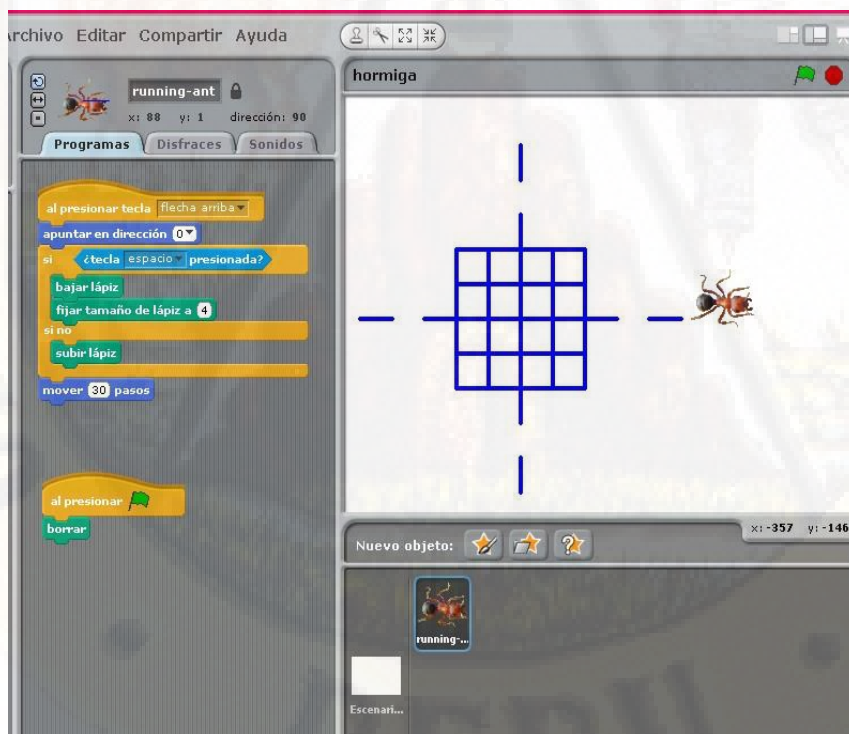 Archivo Editar Compartir Ayuda
running-ant
x: 88 y: 1 dirección: 90
Programas Disfraces Sonidos
al presionar tecla flecha arriba
apuntar en dirección 0
si ¿tecla espacio presionada?
bajar lápiz
fijar tamaño de lápiz a 4
si no
subir lápiz
mover 30 pasos
al presionar
borrar
hormiga
x: -357 y: -146
Nuevo objeto:
running-...
Escenari...